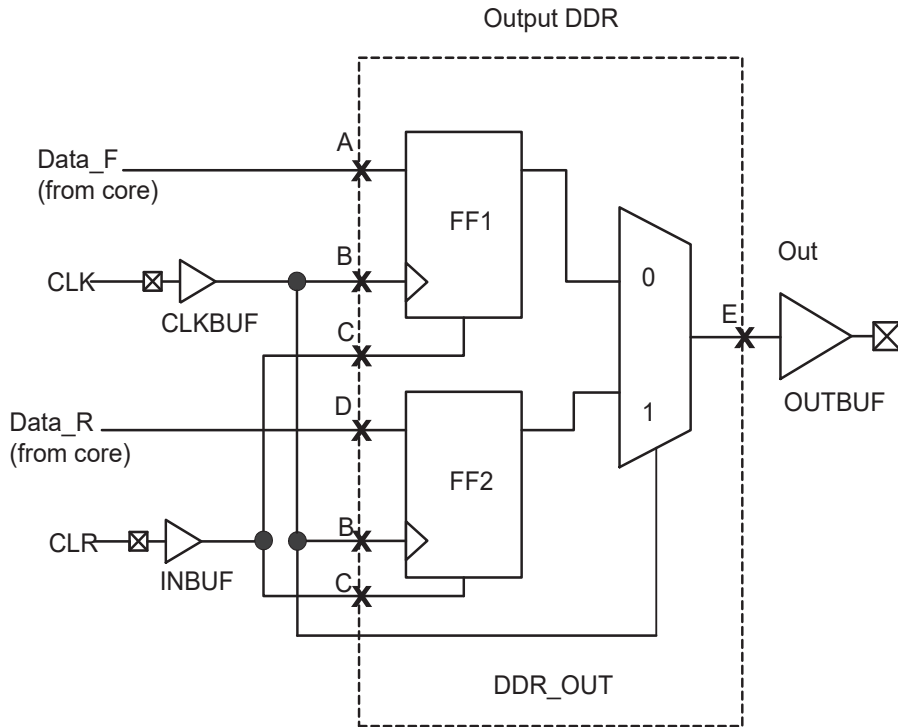 Output DDR
A
Data_F
(from core)
FF1
B
CLK
CLKBUF
0
Out
E
C
OUTBUF
D
Data_R
(from core)
1
FF2
B
CLR
INBUF
C
DDR_OUT